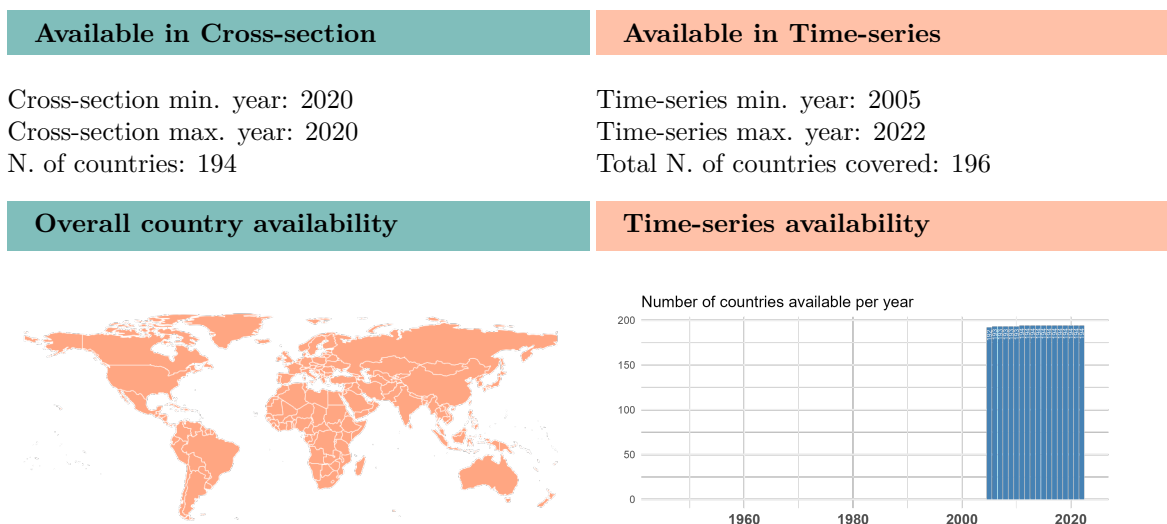 Available in Cross-section
Available in Time-series
Cross-section min. year: 2020
Cross-section max. year: 2020
N. of countries: 194
Time-series min. year: 2005
Time-series max. year: 2022
Total N. of countries covered: 196
Overall country availability
Time-series availability
Number of countries available per year
200
150
100
50
0
1960
1980
2000
2020